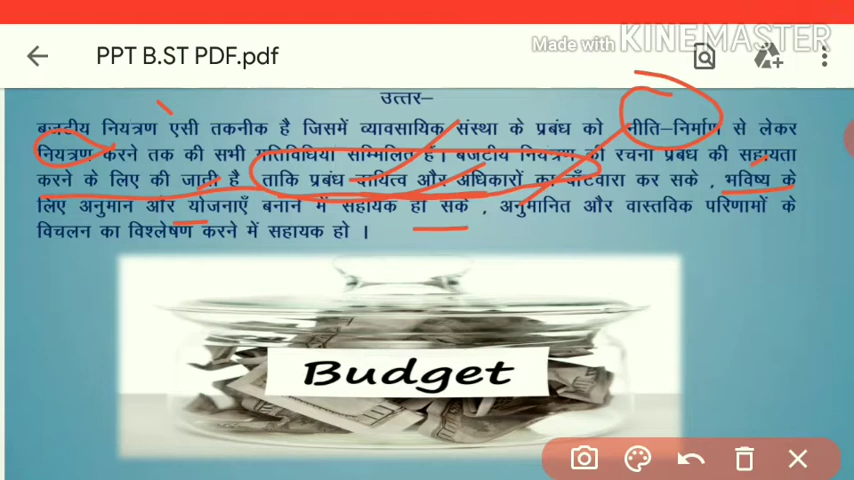 Made with KINEMASTER
PPT B.ST PDF.pdf
उत्तर–
बजटीय नियत्रण एसी तकनीक है जिसमें व्यावसायिक संस्था के प्रबंध को नीति–निर्माण से लेकर
नियत्रण करने तक की सभी गतिविधिया सम्मिलित हैं। बजटीय नियंत्रण की रचना प्रबंध की सहायता
करने के लिए की जाती है ताकि प्रबंध दायित्व और अधिकारों का बाँटवारा कर सके , भविष्य के
लिए अनुमान और योजनाएँ बनाने में सहायक हो सके , अनुमानित और वास्तविक परिणामों के
विचलन का विश्लेषण करने में सहायक हो ।
Budget